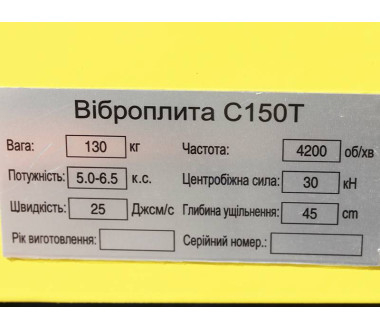 Віброплита C150T
Вага: 130 кг Частота: 4200 об/хв
Потужність: 5.0-6.5 к.с. Центробіжна сила: 30 кН
Швидкість: 25 Джсм/с Глибина ущільнення: 45 cm
Рік виготовлення: Серійний номер.: